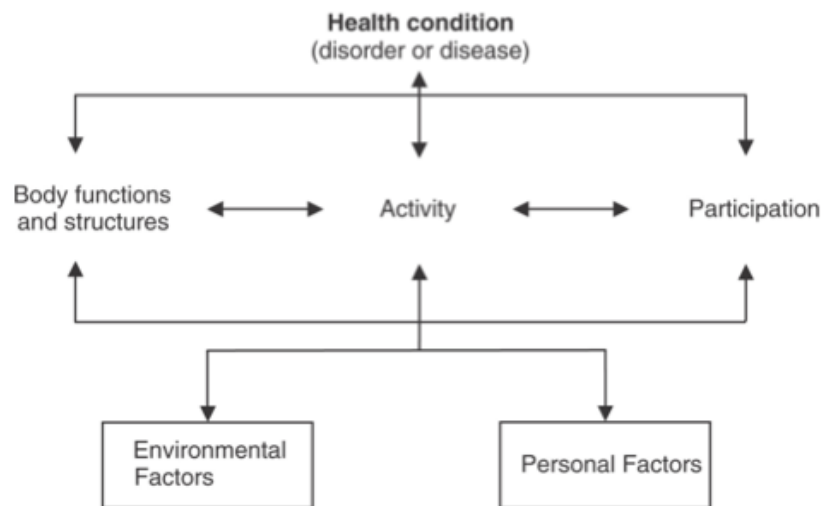 Health condition
(disorder or disease)
Body functions
and structures
Activity
Participation
Environmental
Factors
Personal Factors